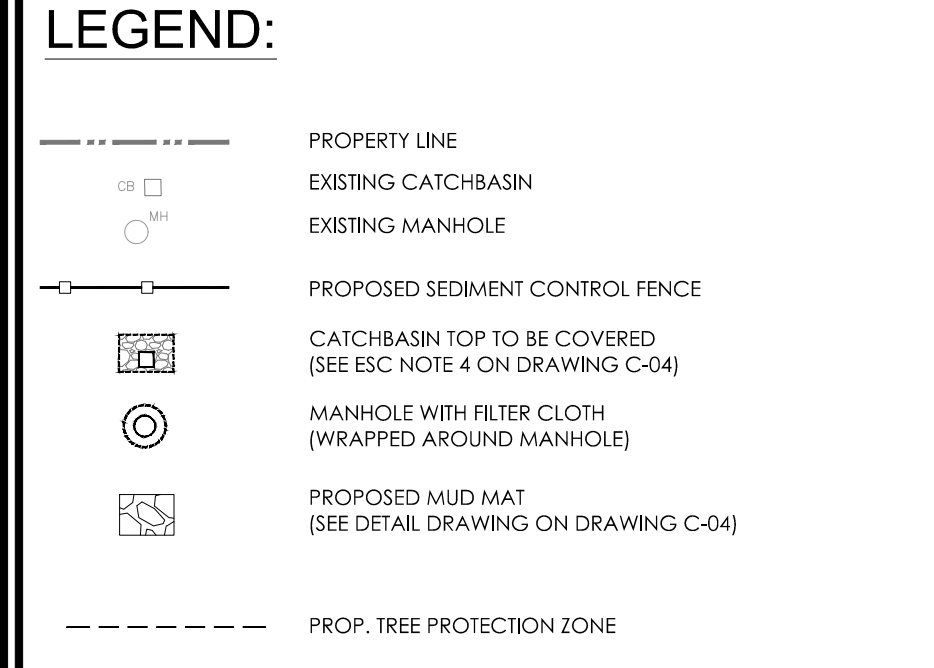 LEGEND:
PROPERTY LINE
CB EXISTING CATCHBASIN
MH EXISTING MANHOLE
PROPOSED SEDIMENT CONTROL FENCE
CATCHBASIN TOP TO BE COVERED
(SEE ESC NOTE 4 ON DRAWING C-04)
MANHOLE WITH FILTER CLOTH
(WRAPPED AROUND MANHOLE)
PROPOSED MUD MAT
(SEE DETAIL DRAWING ON DRAWING C-04)
PROP. TREE PROTECTION ZONE